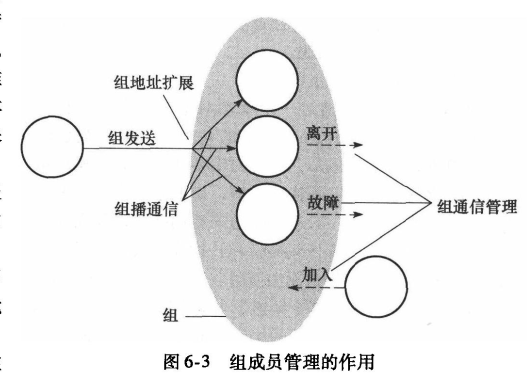 组地址扩展
组发送
离开
组播通信
故障
组通信管理
加入
组
图6-3 组成员管理的作用